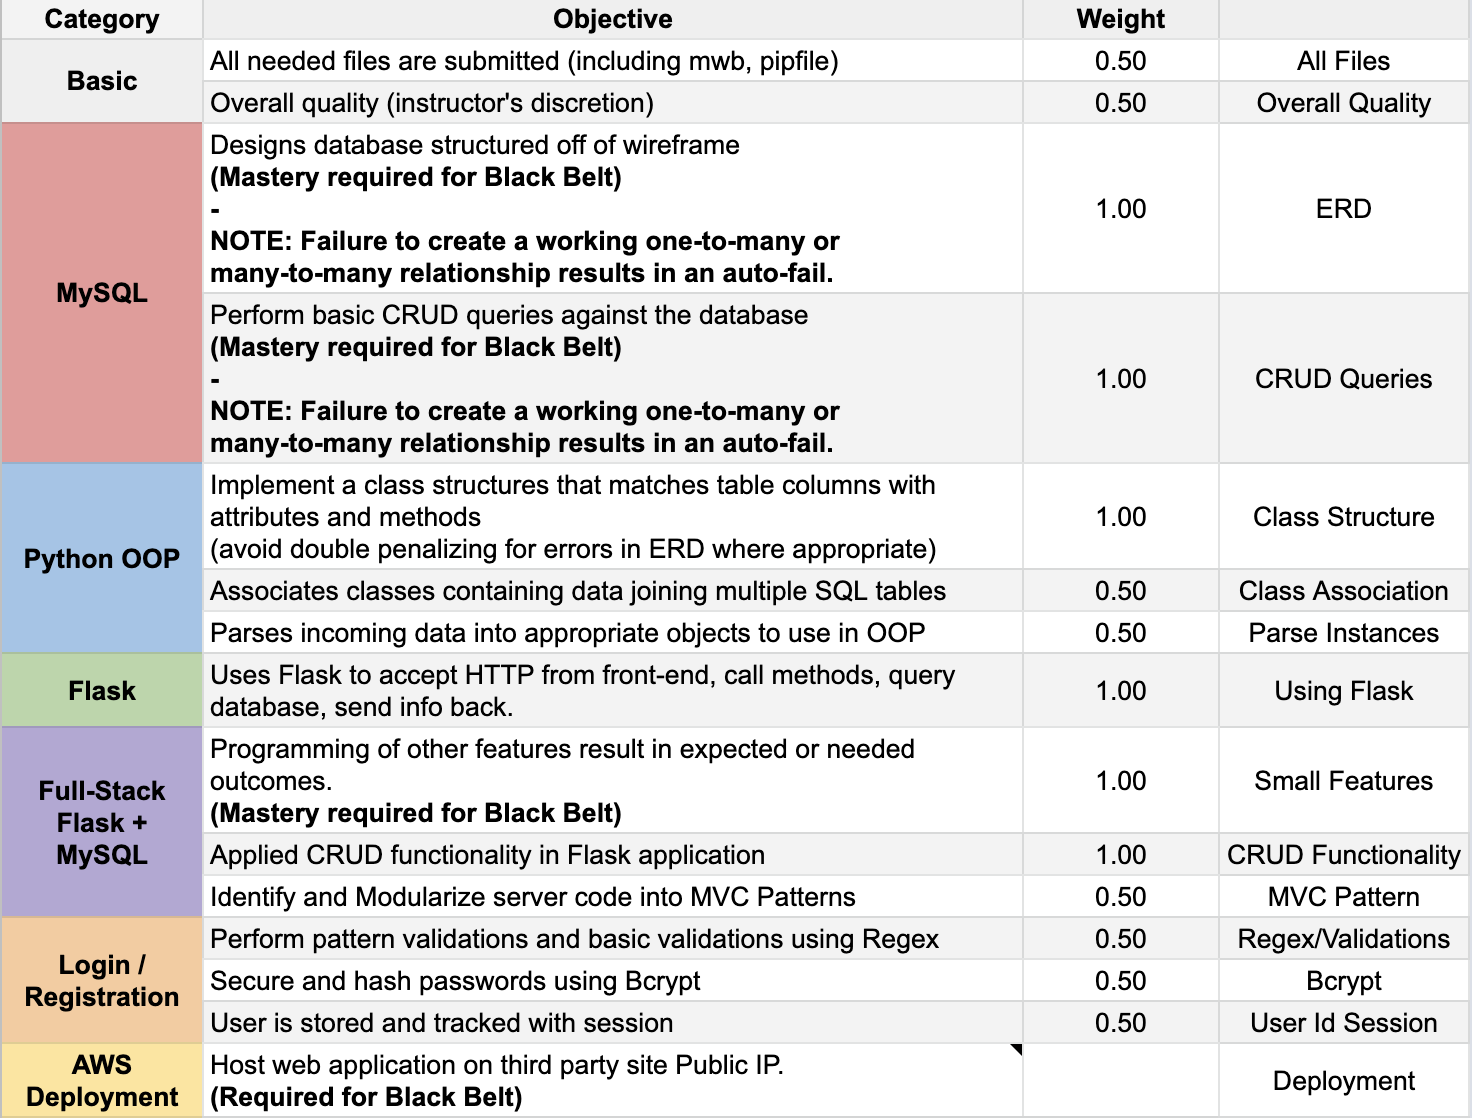 Category Objective Weight
Basic
All needed files are submitted (including mwb, pipfile) 0.50 All Files
Overall quality (instructor's discretion) 0.50 Overall Quality
MySQL
Designs database structured off of wireframe
(Mastery required for Black Belt)
-
NOTE: Failure to create a working one-to-many or
many-to-many relationship results in an auto-fail.
1.00 ERD
Perform basic CRUD queries against the database
(Mastery required for Black Belt)
-
NOTE: Failure to create a working one-to-many or
many-to-many relationship results in an auto-fail.
1.00 CRUD Queries
Python OOP
Implement a class structures that matches table columns with
attributes and methods
(avoid double penalizing for errors in ERD where appropriate)
1.00 Class Structure
Associates classes containing data joining multiple SQL tables 0.50 Class Association
Parses incoming data into appropriate objects to use in OOP 0.50 Parse Instances
Flask
Uses Flask to accept HTTP from front-end, call methods, query
database, send info back.
1.00 Using Flask
Full-Stack
Flask +
MySQL
Programming of other features result in expected or needed
outcomes.
(Mastery required for Black Belt)
1.00 Small Features
Applied CRUD functionality in Flask application 1.00 CRUD Functionality
Identify and Modularize server code into MVC Patterns 0.50 MVC Pattern
Login /
Registration
Perform pattern validations and basic validations using Regex 0.50 Regex/Validations
Secure and hash passwords using Bcrypt 0.50 Bcrypt
User is stored and tracked with session 0.50 User Id Session
AWS
Deployment
Host web application on third party site Public IP.
(Required for Black Belt)
Deployment